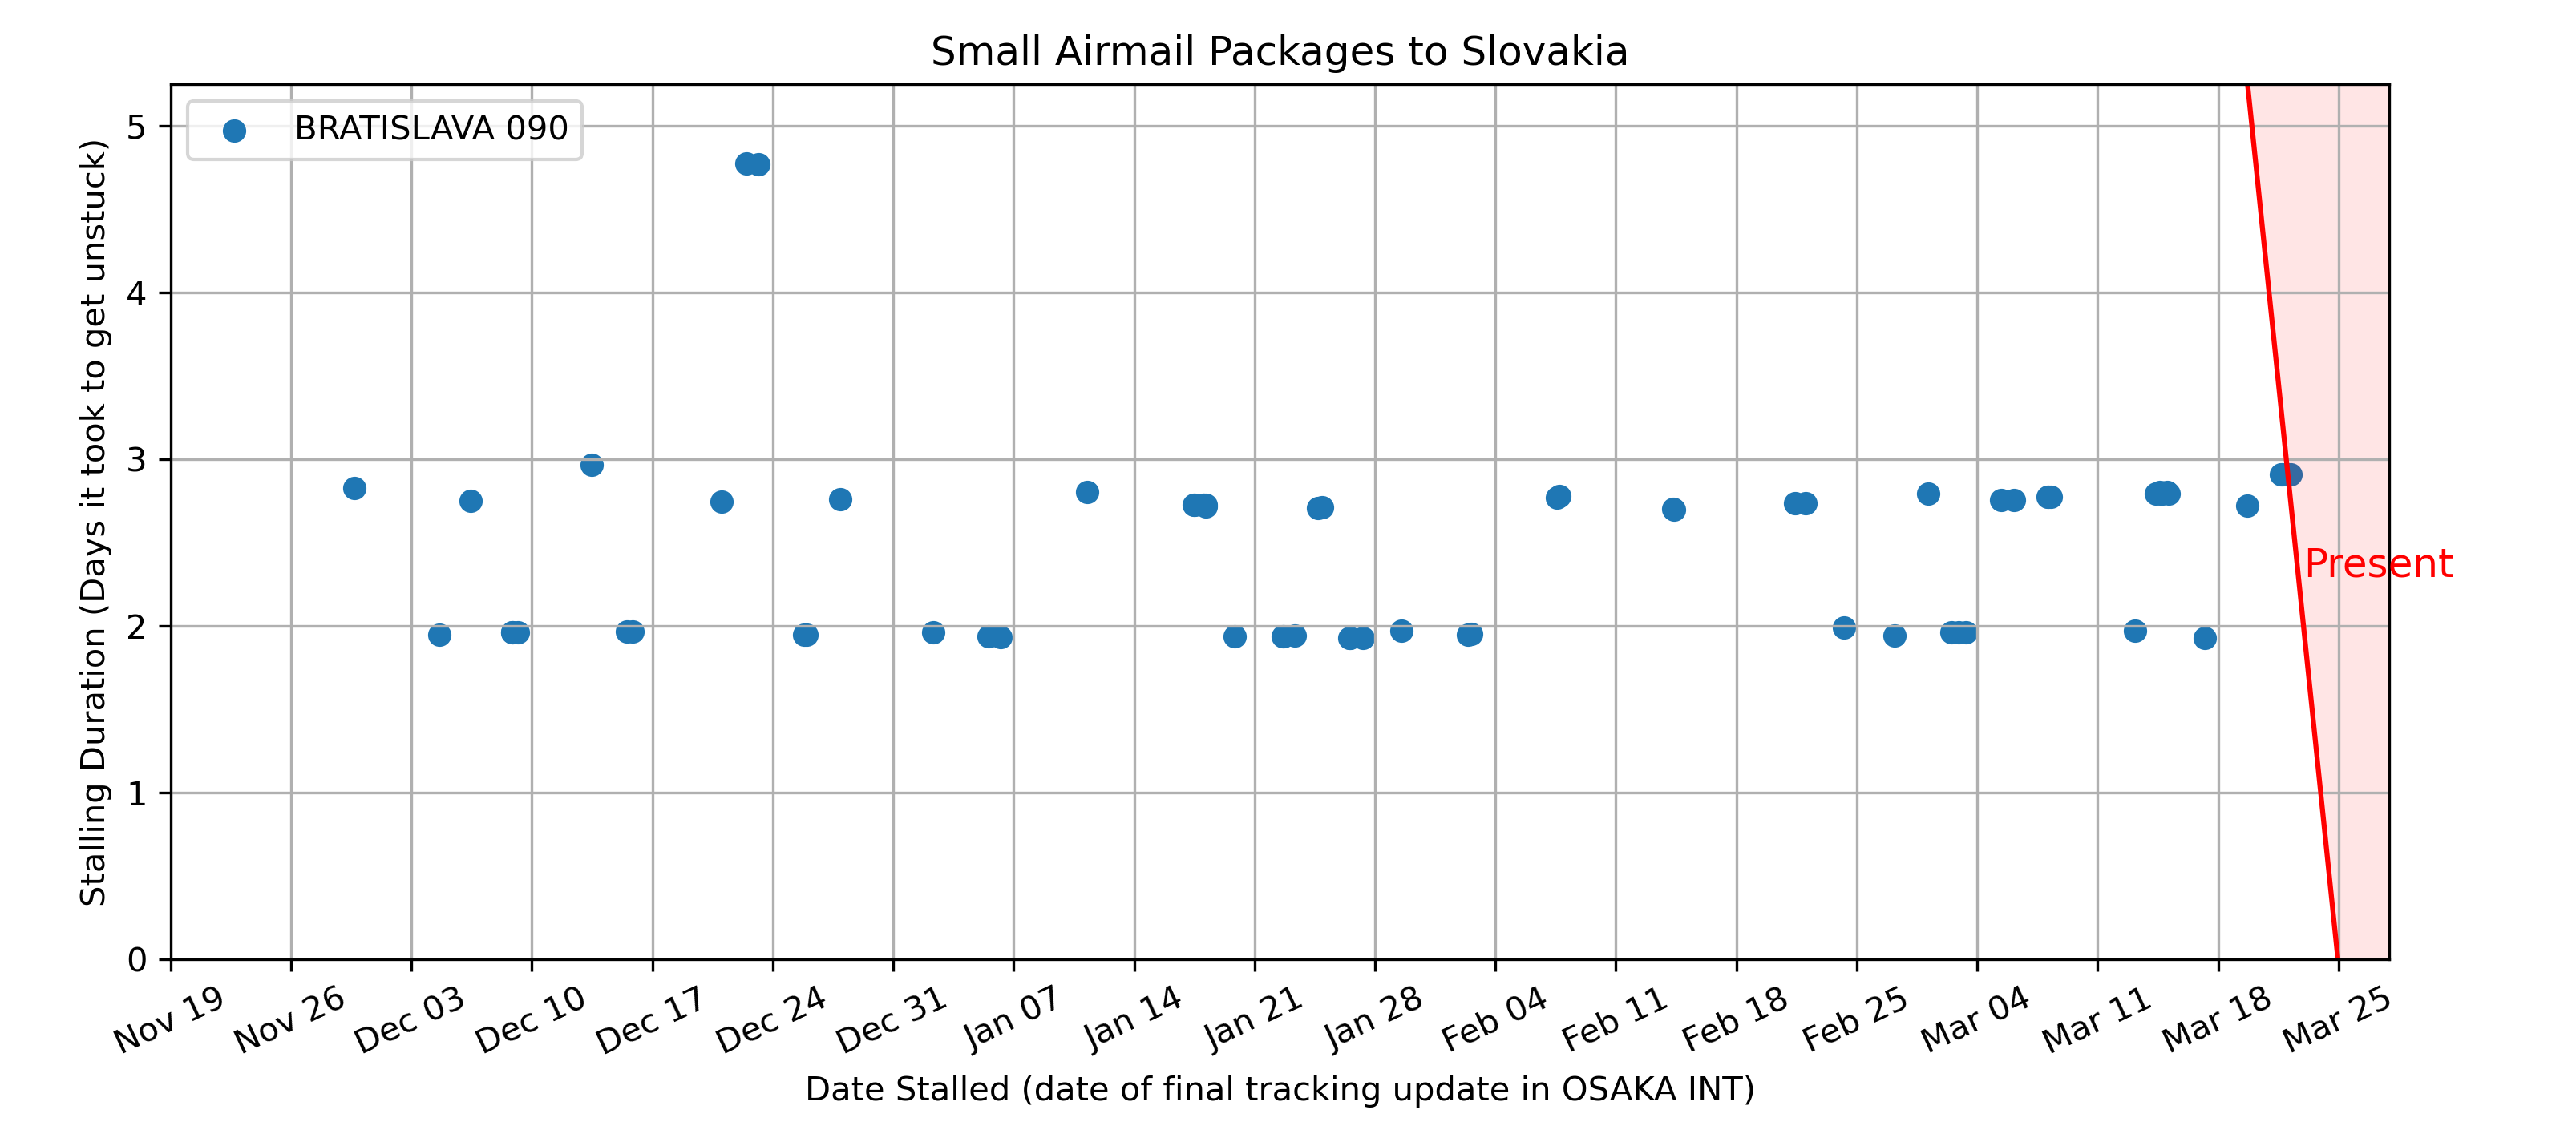 Small Airmail Packages to Slovakia
BRATISLAVA 090
Stalling Duration (Days it took to get unstuck)
5
4
3
2
1
0
Present
Nov 19
Nov 26
Dec 03
Dec 10
Dec 17
Dec 24
Dec 31
Jan 07
Jan 14
Jan 21
Jan 28
Feb 04
Feb 11
Feb 18
Feb 25
Mar 04
Mar 11
Mar 18
Mar 25
Date Stalled (date of final tracking update in OSAKA INT)